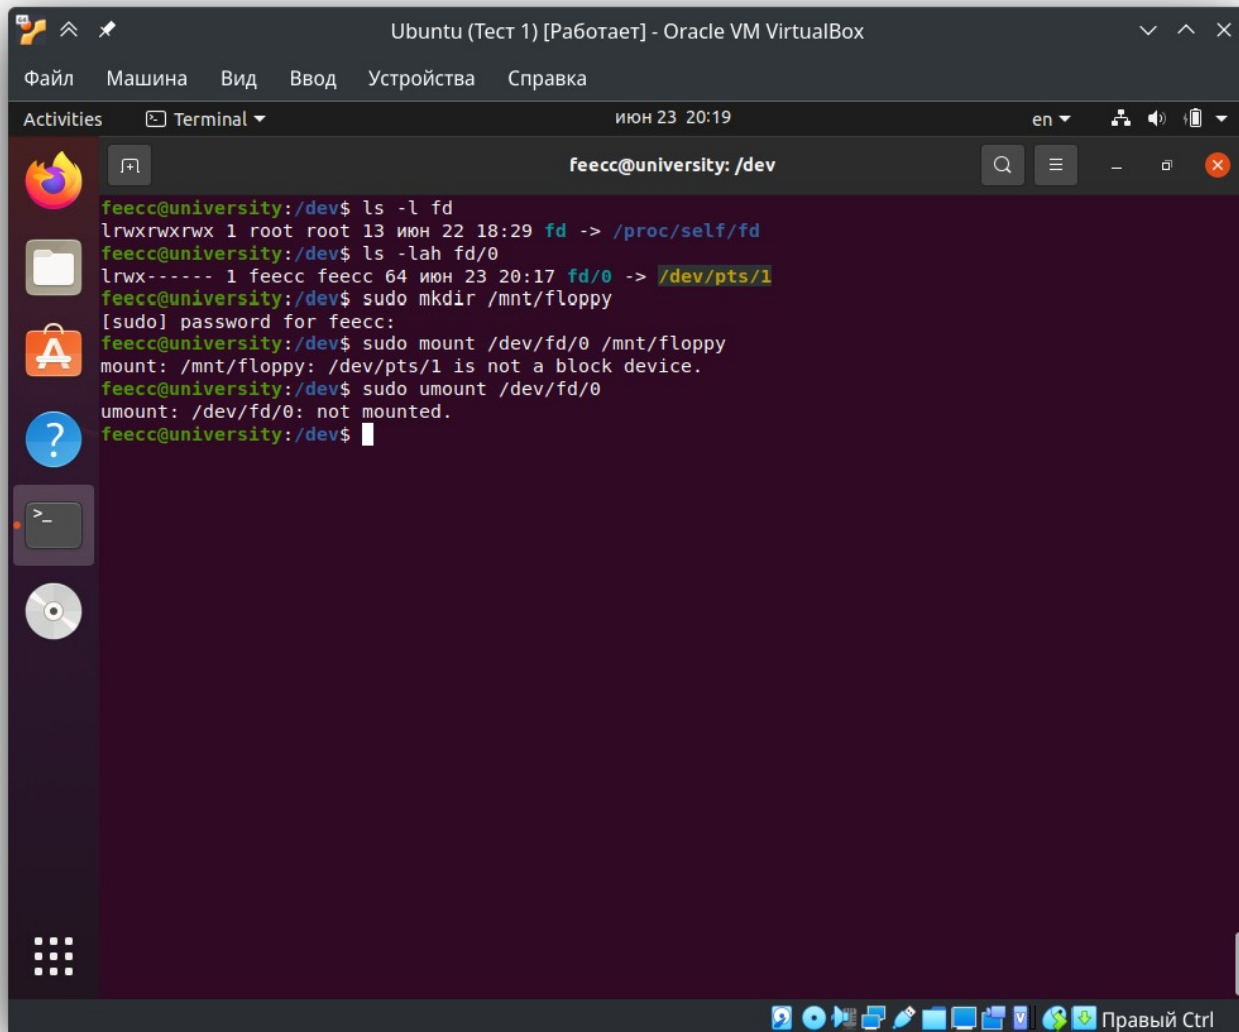 Ubuntu (Тест 1) [Работает] - Oracle VM VirtualBox
Файл Машина Вид Ввод Устройства Справка
Activities Terminal июн 23 20:19 en
feecc@university: /dev
feecc@university:/dev$ ls -l fd
lrwxrwxrwx 1 root root 13 июн 22 18:29 fd -> /proc/self/fd
feecc@university:/dev$ ls -lah fd/0
lrwx------ 1 feecc feecc 64 июн 23 20:17 fd/0 -> /dev/pts/1
feecc@university:/dev$ sudo mkdir /mnt/floppy
[sudo] password for feecc:
feecc@university:/dev$ sudo mount /dev/fd/0 /mnt/floppy
mount: /mnt/floppy: /dev/pts/1 is not a block device.
feecc@university:/dev$ sudo umount /dev/fd/0
umount: /dev/fd/0: not mounted.
feecc@university:/dev$
Правый Ctrl